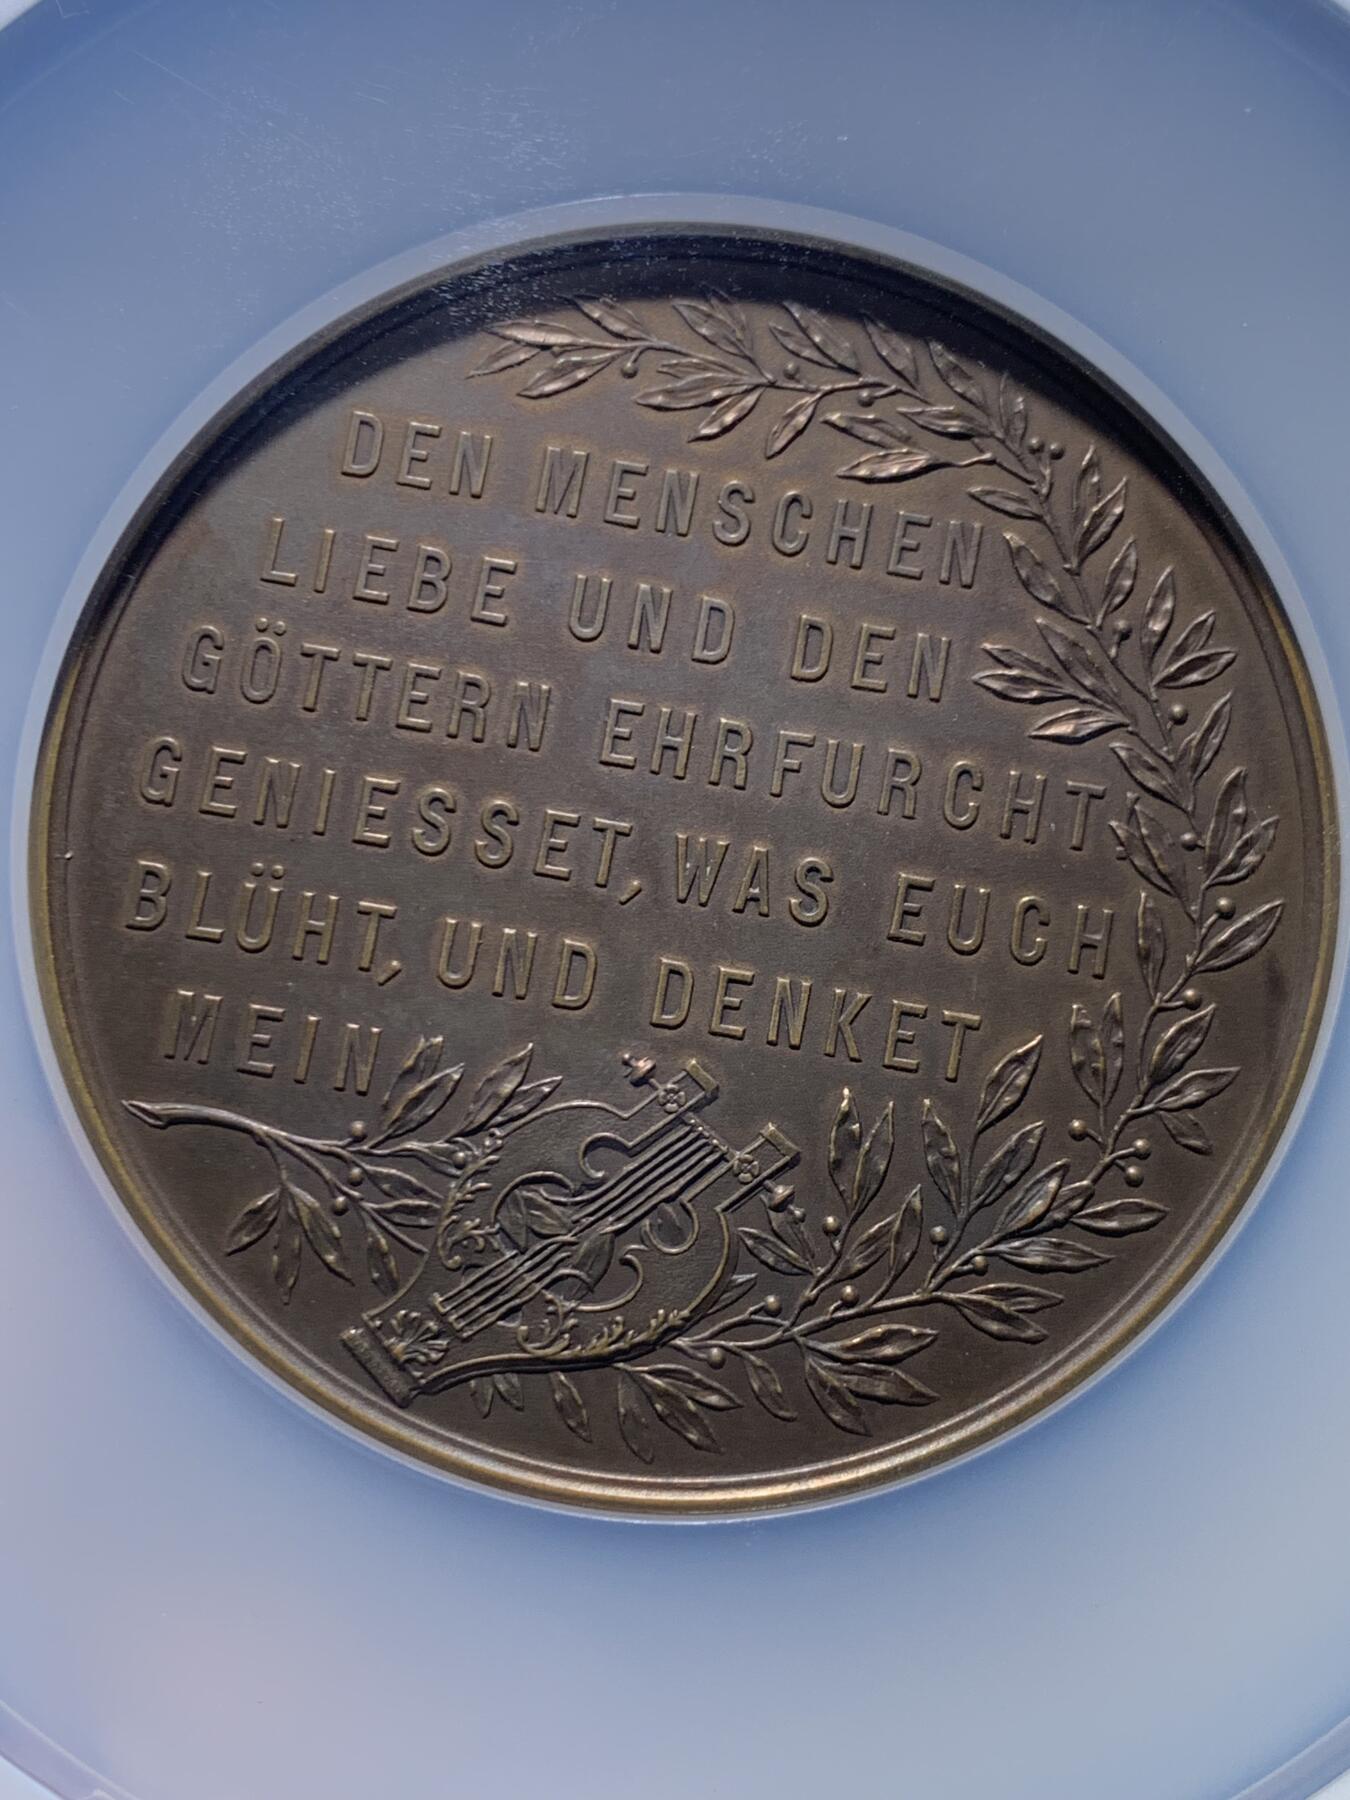 DEN MENSCHEN
LIEBE UND DEN
GÖTTERN EHRFURCHT.
GENIESSET, WAS EUCH
BLÜHT, UND DENKET
MEIN